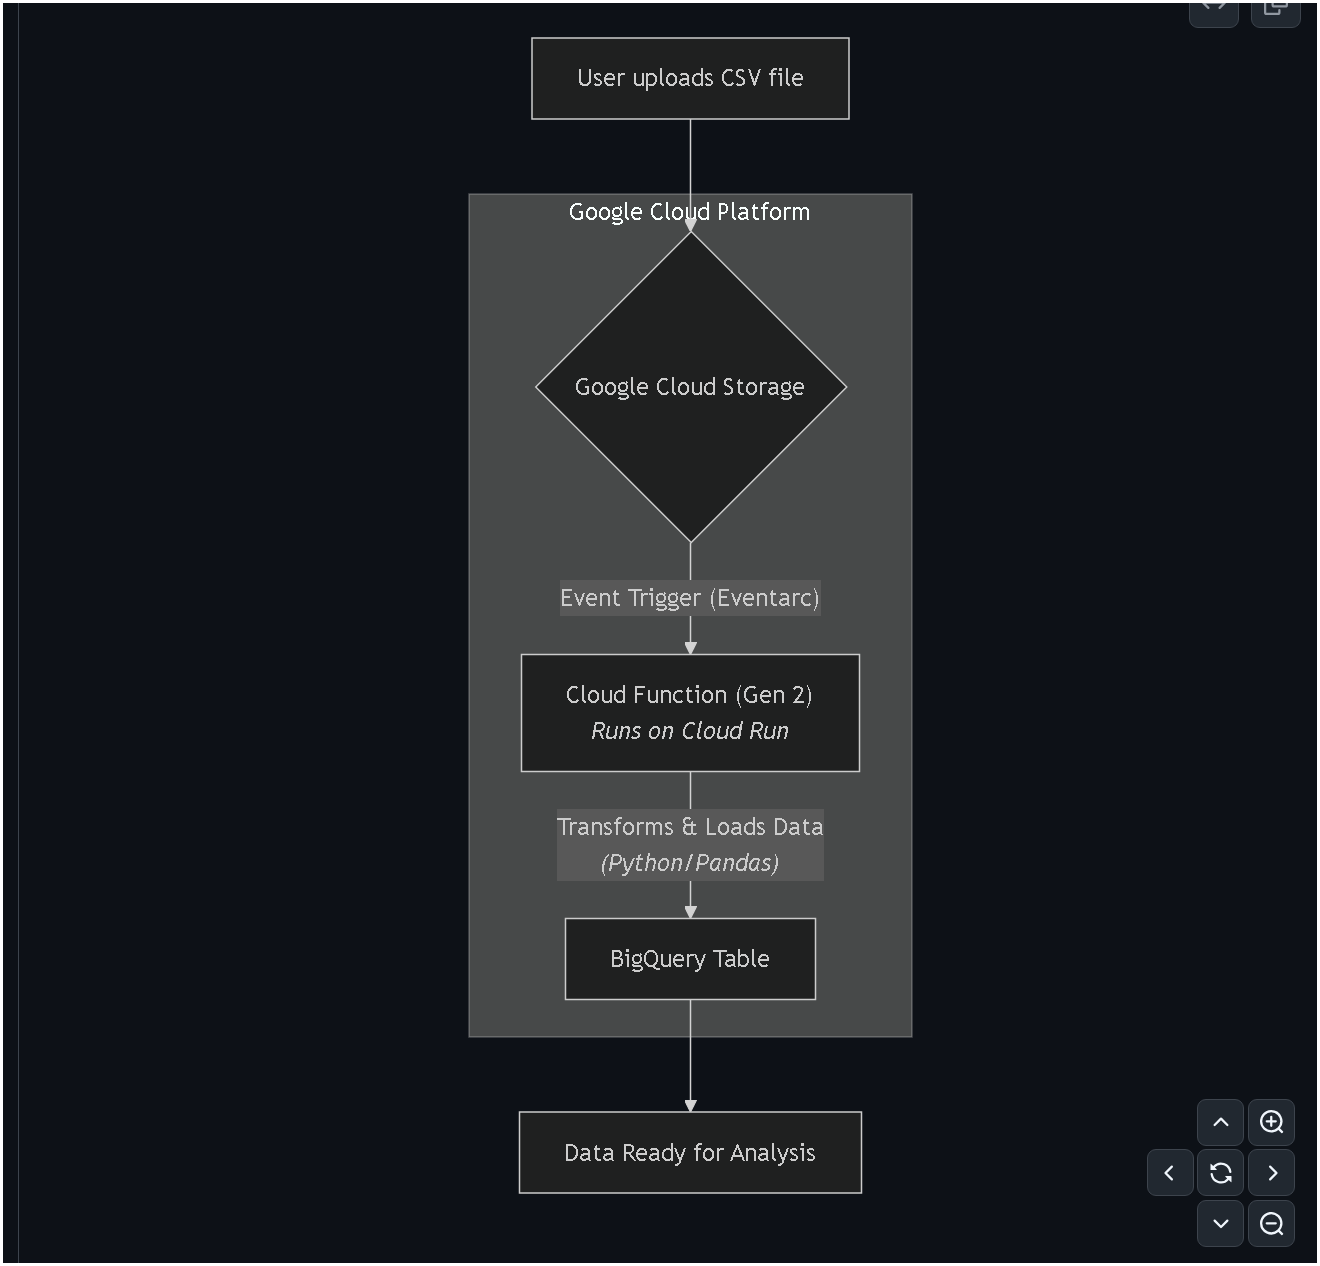 User uploads CSV file
Google Cloud Platform
Google Cloud Storage
Event Trigger (Eventarc)
Cloud Function (Gen 2)
Runs on Cloud Run
Transforms & Loads Data
(Python/Pandas)
BigQuery Table
Data Ready for Analysis